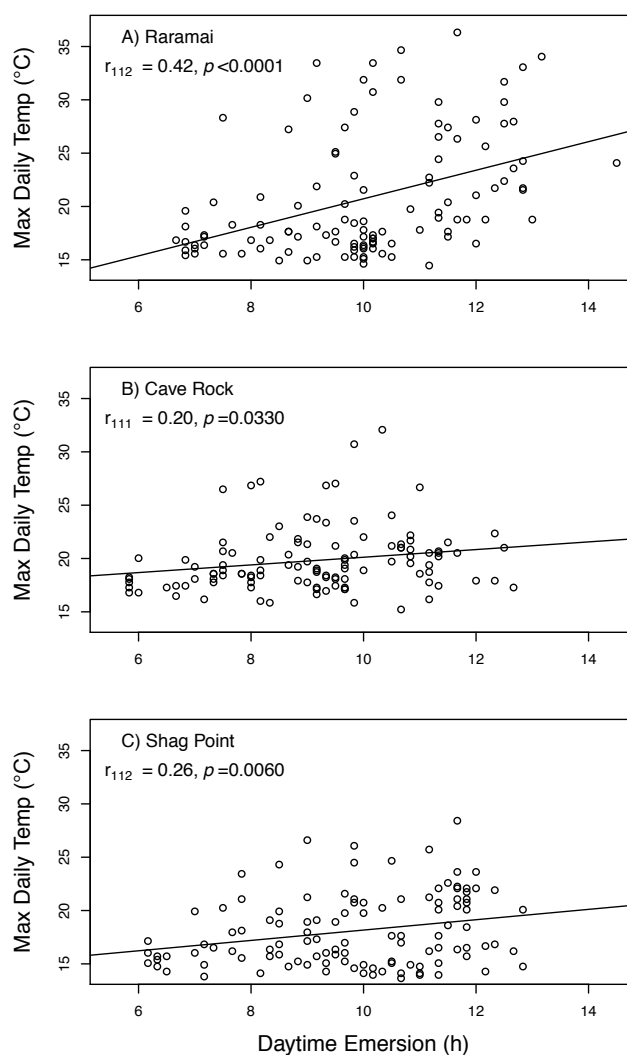 A) Raramai
r112 = 0.42, p<0.0001
Max Daily Temp (°C)
35
30
25
20
15
6 8 10 12 14
B) Cave Rock
r111 = 0.20, p=0.0330
Max Daily Temp (°C)
35
30
25
20
15
6 8 10 12 14
C) Shag Point
r112 = 0.26, p=0.0060
Max Daily Temp (°C)
35
30
25
20
15
6 8 10 12 14
Daytime Emersion (h)